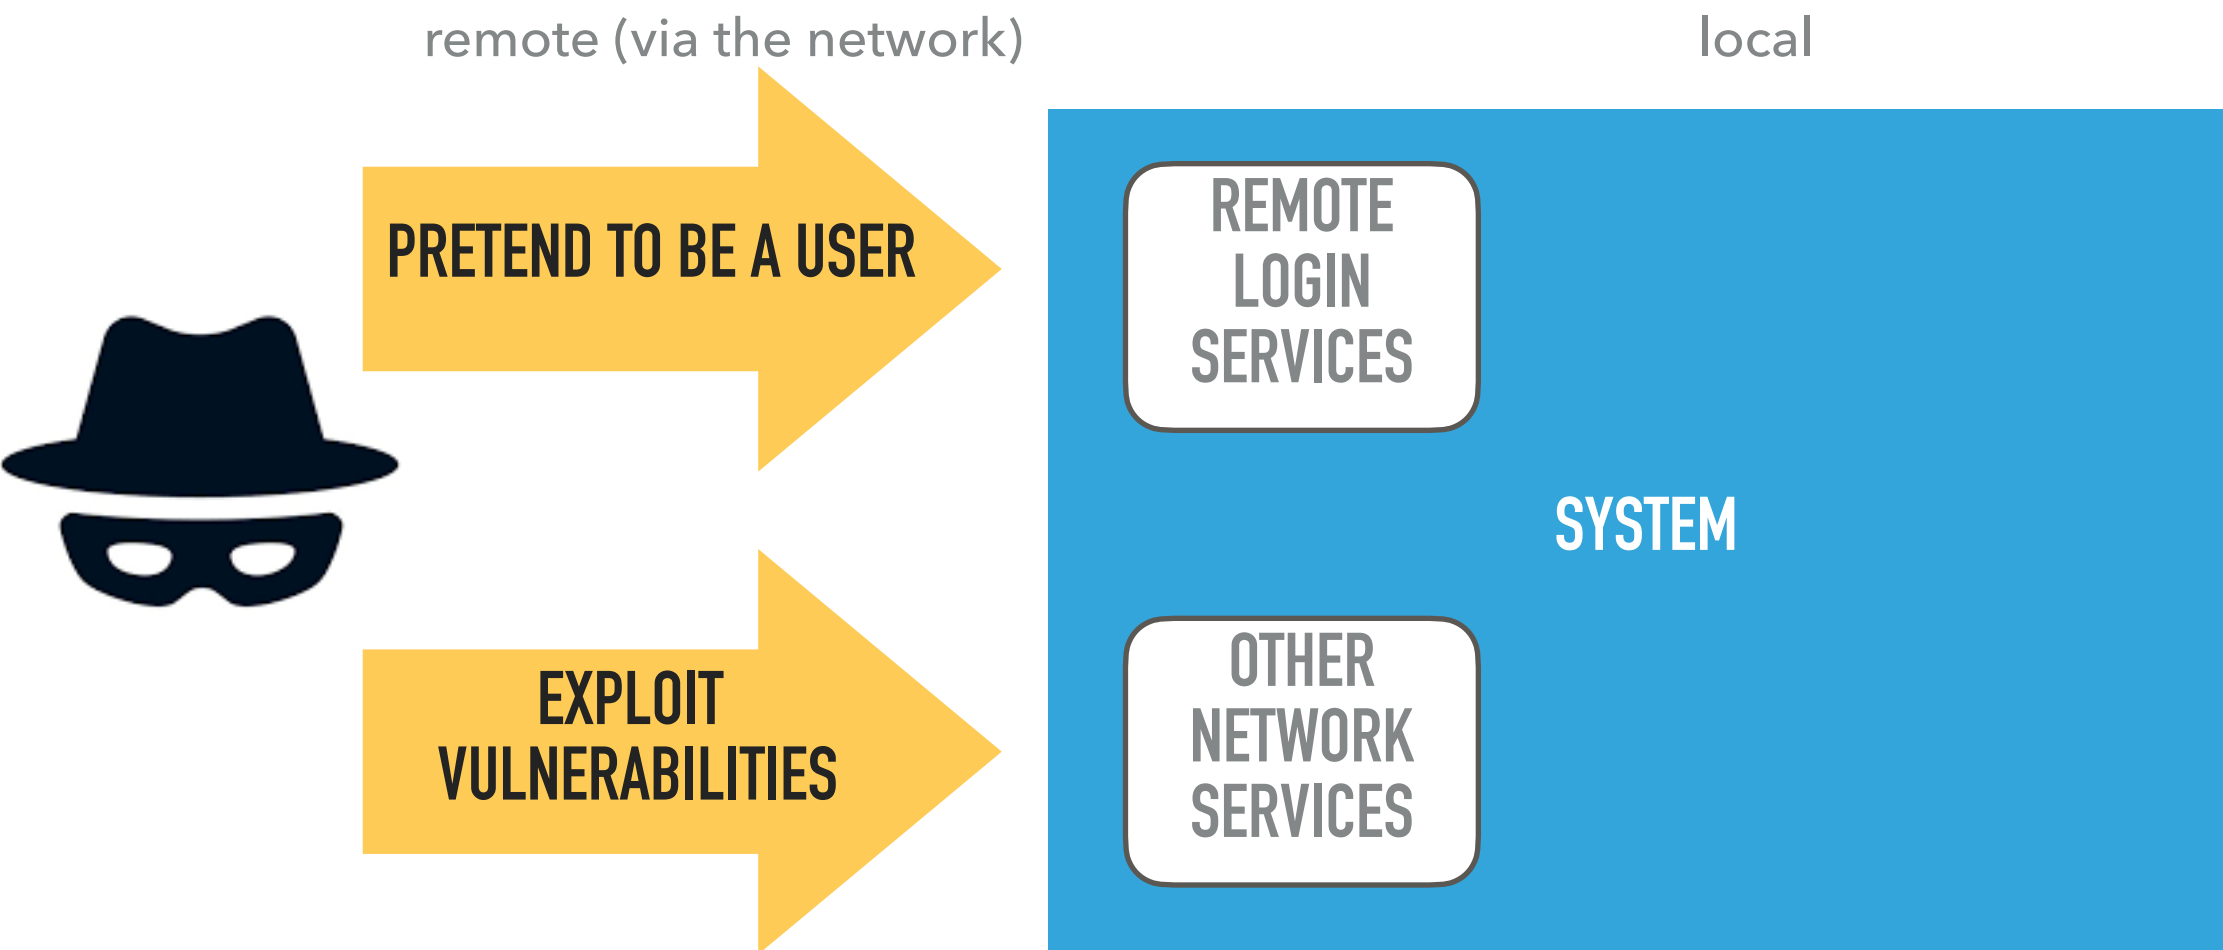 remote (via the network)
local
PRETEND TO BE A USER
REMOTE
LOGIN
SERVICES
SYSTEM
EXPLOIT
VULNERABILITIES
OTHER
NETWORK
SERVICES